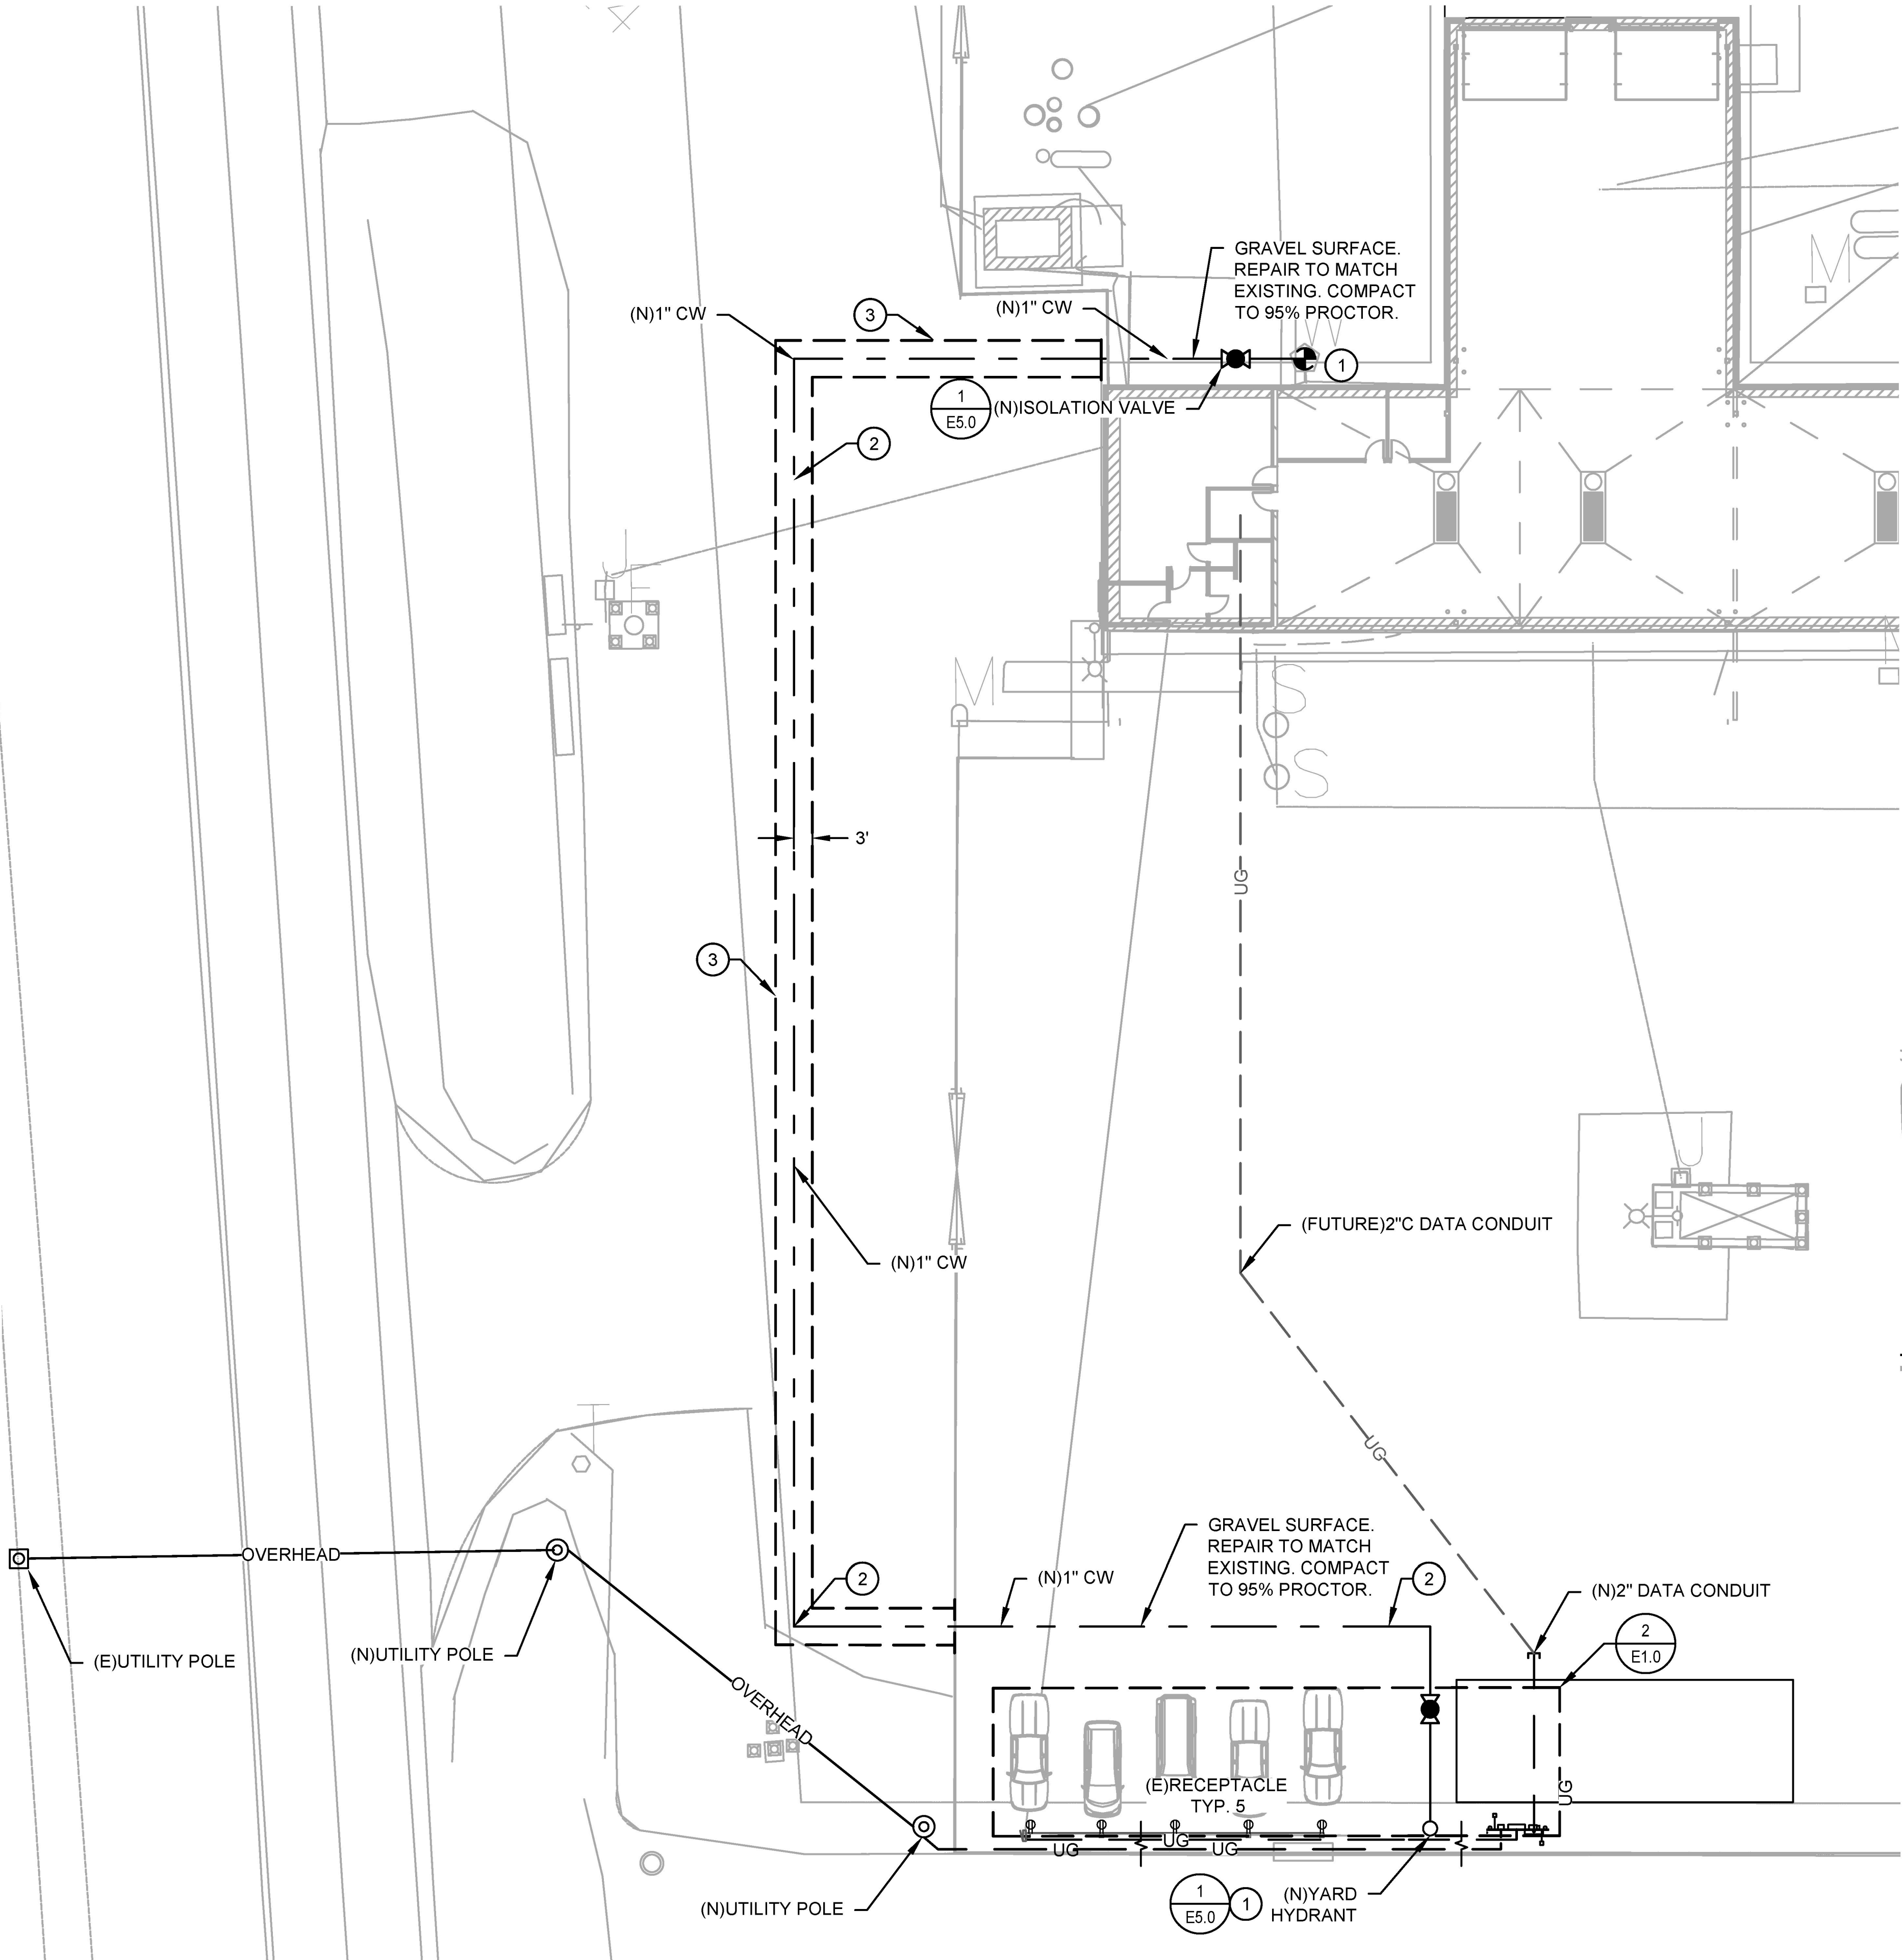 GRAVEL SURFACE.
REPAIR TO MATCH
EXISTING. COMPACT
TO 95% PROCTOR.
M
(N)1" CW
3
(N)1" CW
W
1
1
E5.0
(N)ISOLATION VALVE
2
U
E
M
S
S
3'
UG
3
U
(FUTURE)2"C DATA CONDUIT
(N)1" CW
T
UG
GRAVEL SURFACE.
REPAIR TO MATCH
EXISTING. COMPACT
TO 95% PROCTOR.
OVERHEAD
2
(N)1" CW
2
(N)2" DATA CONDUIT
2
E1.0
(E)UTILITY POLE
(N)UTILITY POLE
OVERHEAD
(E)RECEPTACLE
TYP. 5
UG
UG
UG
UG
(N)UTILITY POLE
1
E5.0
1
(N)YARD
HYDRANT